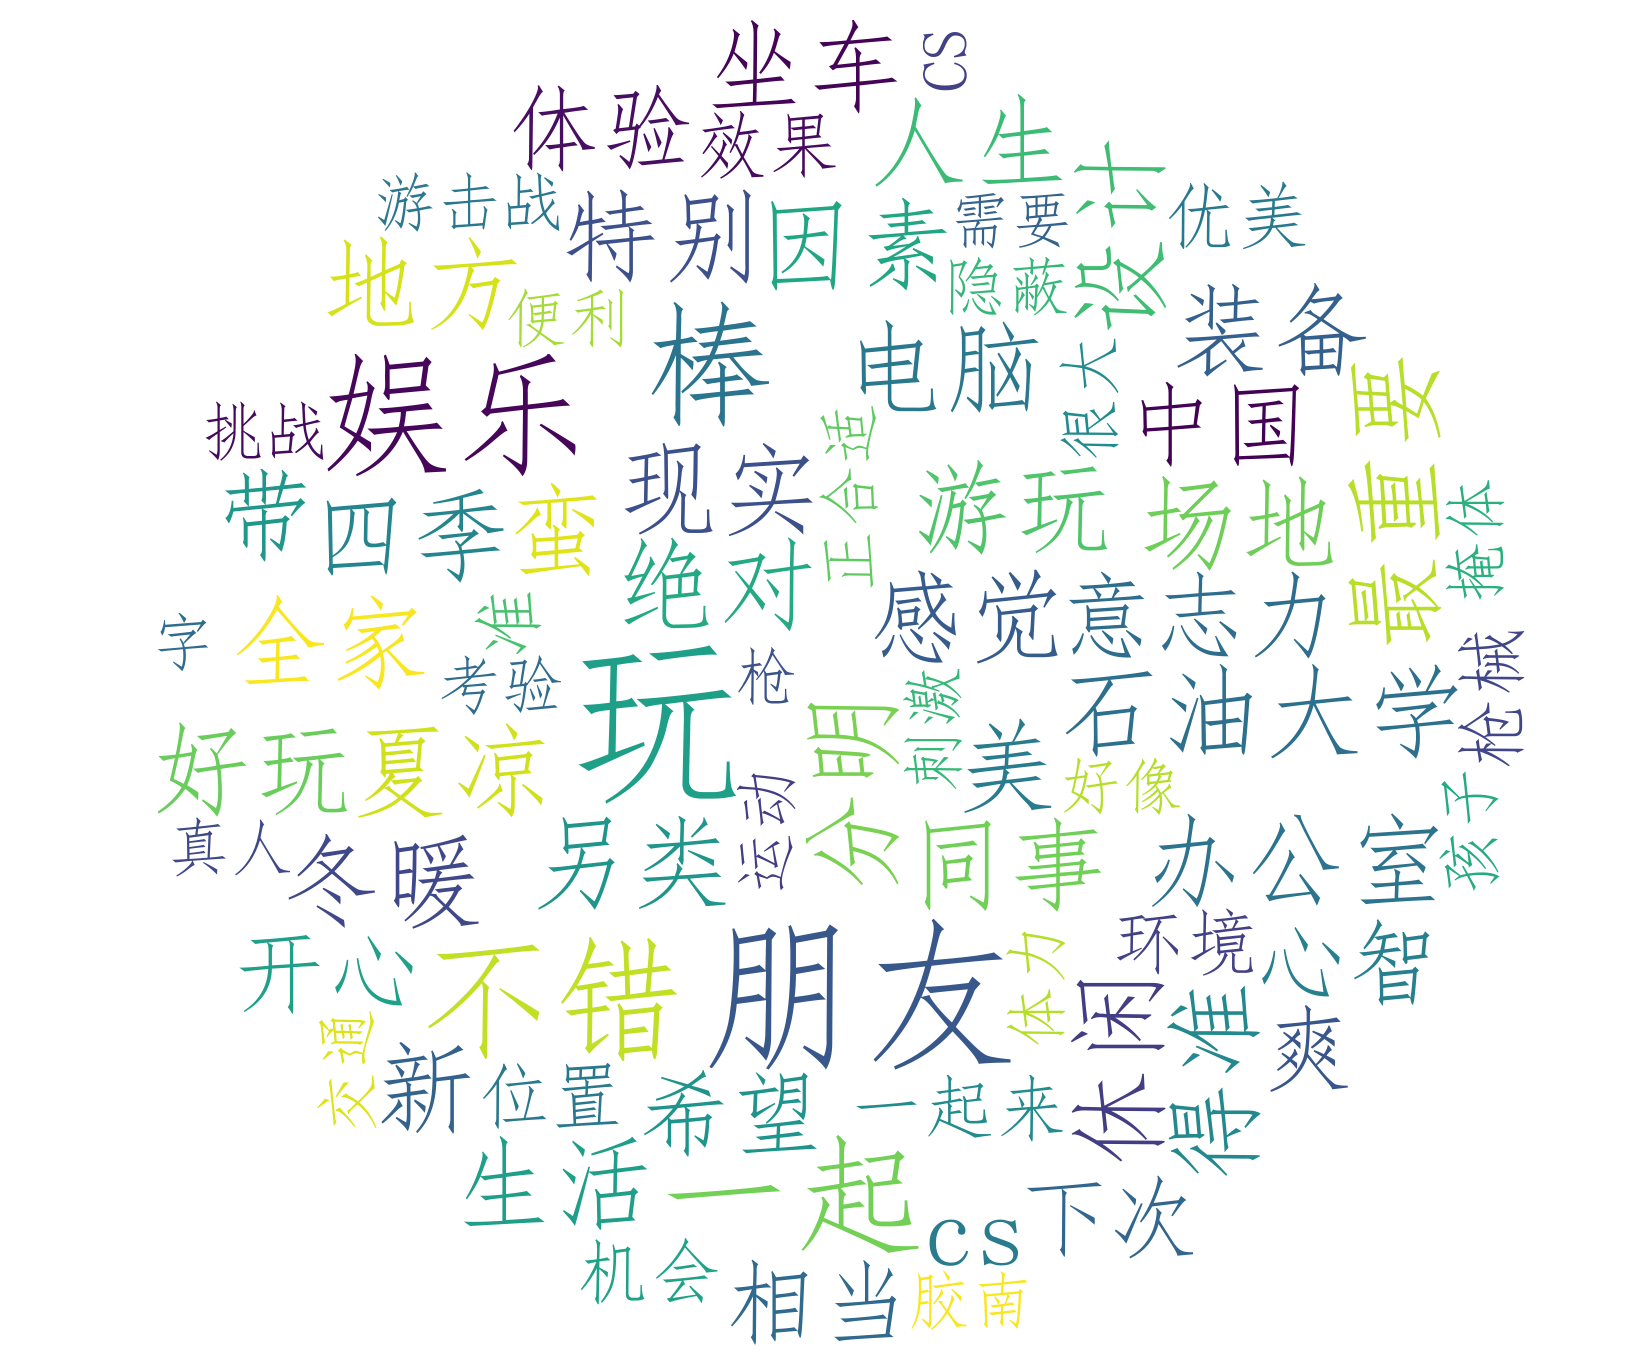 坐车
cs
体验
效果
人生
游击战
特别
因素
需要
设计
优美
地方
便利
隐蔽
装备
棒
电脑
很大
娱乐
中国
最重要
挑战
现实
正合适
游玩
场地
带
四季
蛮
绝对
掩体
感觉
意志力
字
全家
准
考验
玩
枪
刺激
石油大学
枪械
好玩
夏凉
分明
美
好像
孩子
真人
冬暖
另类
运动
同事
办公室
开心
不错
朋友
体力
环境
心智
休闲
得准
爽
交通
新
位置
希望
一起来
生活
一起
cs
下次
机会
相当
胶南